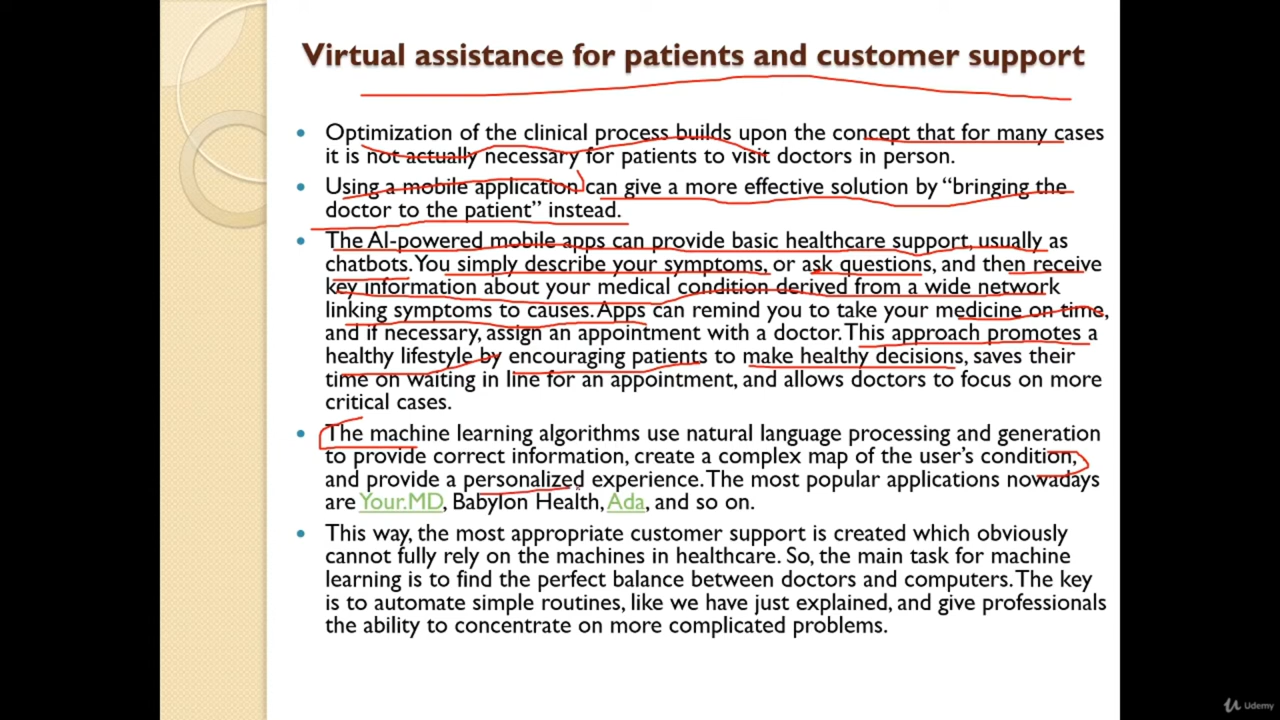 Virtual assistance for patients and customer support
• Optimization of the clinical process builds upon the concept that for many cases
it is not actually necessary for patients to visit doctors in person.
• Using a mobile application can give a more effective solution by “bringing the
doctor to the patient” instead.
• The AI-powered mobile apps can provide basic healthcare support, usually as
chatbots. You simply describe your symptoms, or ask questions, and then receive
key information about your medical condition derived from a wide network
linking symptoms to causes. Apps can remind you to take your medicine on time,
and if necessary, assign an appointment with a doctor. This approach promotes a
healthy lifestyle by encouraging patients to make healthy decisions, saves their
time on waiting in line for an appointment, and allows doctors to focus on more
critical cases.
• The machine learning algorithms use natural language processing and generation
to provide correct information, create a complex map of the user’s condition,
and provide a personalized experience. The most popular applications nowadays
are Your.MD, Babylon Health, Ada, and so on.
• This way, the most appropriate customer support is created which obviously
cannot fully rely on the machines in healthcare. So, the main task for machine
learning is to find the perfect balance between doctors and computers. The key
is to automate simple routines, like we have just explained, and give professionals
the ability to concentrate on more complicated problems.
Udemy